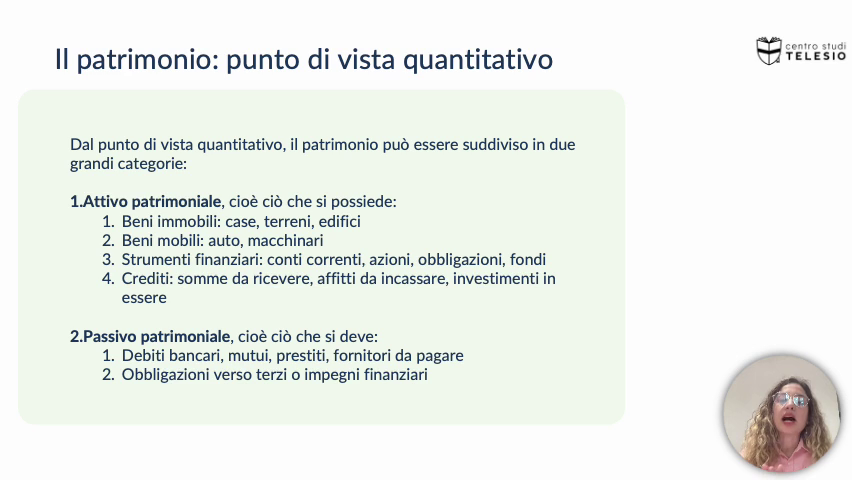 Il patrimonio: punto di vista quantitativo
centro studi
TELESIO
Dal punto di vista quantitativo, il patrimonio può essere suddiviso in due
grandi categorie:
1.Attivo patrimoniale, cioè ciò che si possiede:
1. Beni immobili: case, terreni, edifici
2. Beni mobili: auto, macchinari
3. Strumenti finanziari: conti correnti, azioni, obbligazioni, fondi
4. Crediti: somme da ricevere, affitti da incassare, investimenti in
essere
2.Passivo patrimoniale, cioè ciò che si deve:
1. Debiti bancari, mutui, prestiti, fornitori da pagare
2. Obbligazioni verso terzi o impegni finanziari